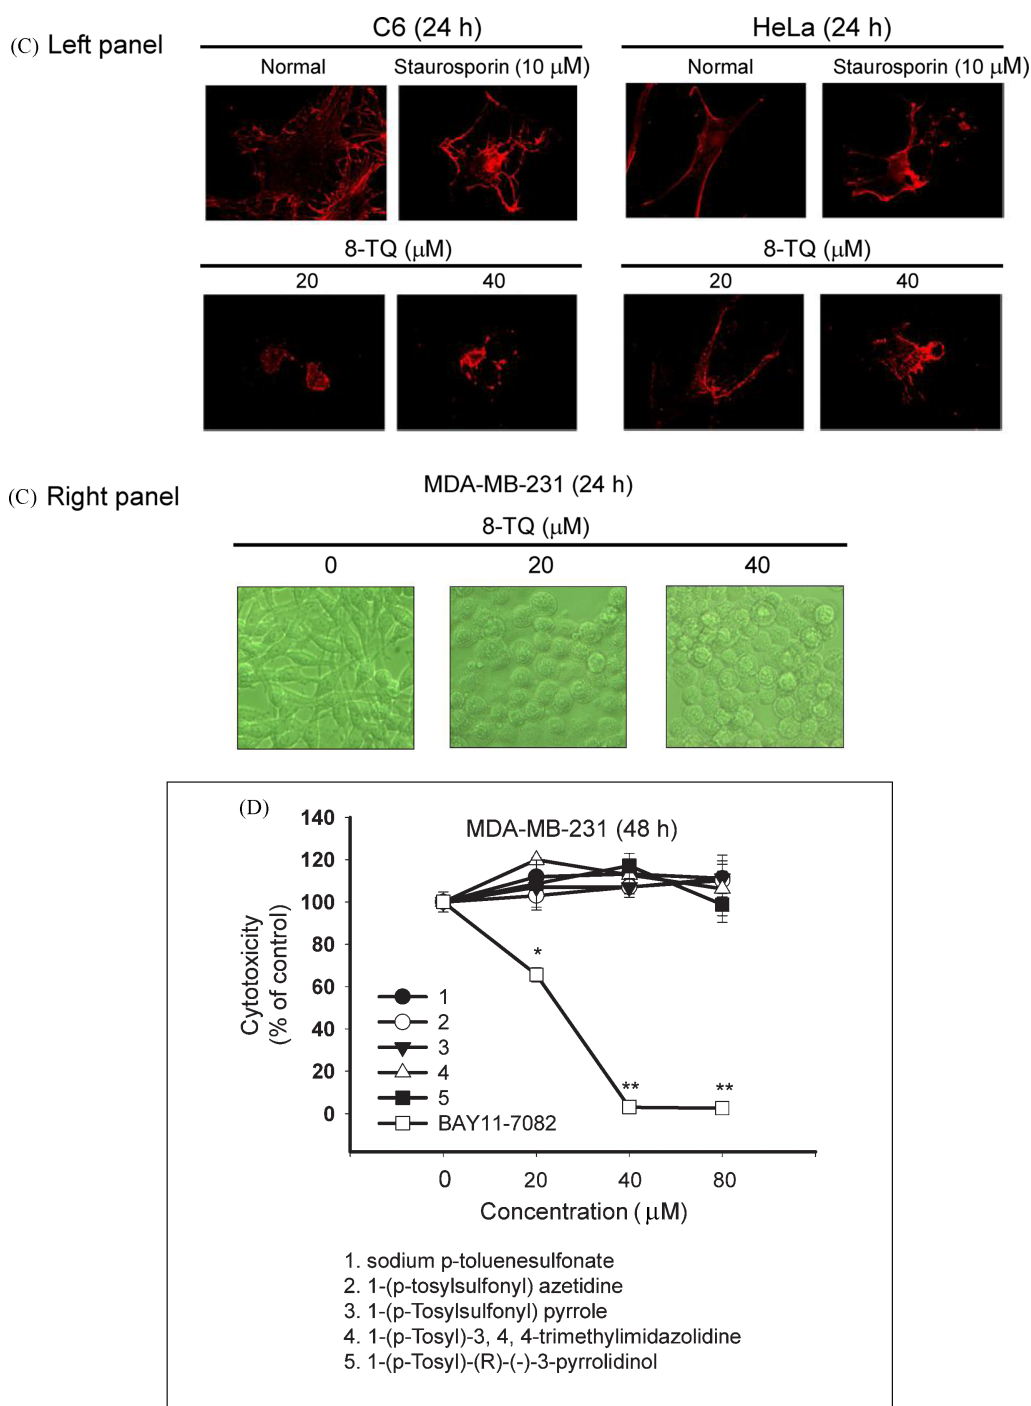 (C) Left panel
C6 (24 h)
HeLa (24 h)
Normal
Staurosporin (10 μM)
Normal
Staurosporin (10 μM)
8-TQ (μM)
8-TQ (μM)
20
40
20
40
(C) Right panel
MDA-MB-231 (24 h)
8-TQ (μM)
0
20
40
(D)
MDA-MB-231 (48 h)
Cytotoxicity
(% of control)
140
120
100
80
60
40
20
0
*
**
**
1
2
3
4
5
BAY11-7082
0
20
40
80
Concentration ( μM)
1. sodium p-toluenesulfonate
2. 1-(p-tosylsulfonyl) azetidine
3. 1-(p-Tosylsulfonyl) pyrrole
4. 1-(p-Tosyl)-3, 4, 4-trimethylimidazolidine
5. 1-(p-Tosyl)-(R)-(-)-3-pyrrolidinol